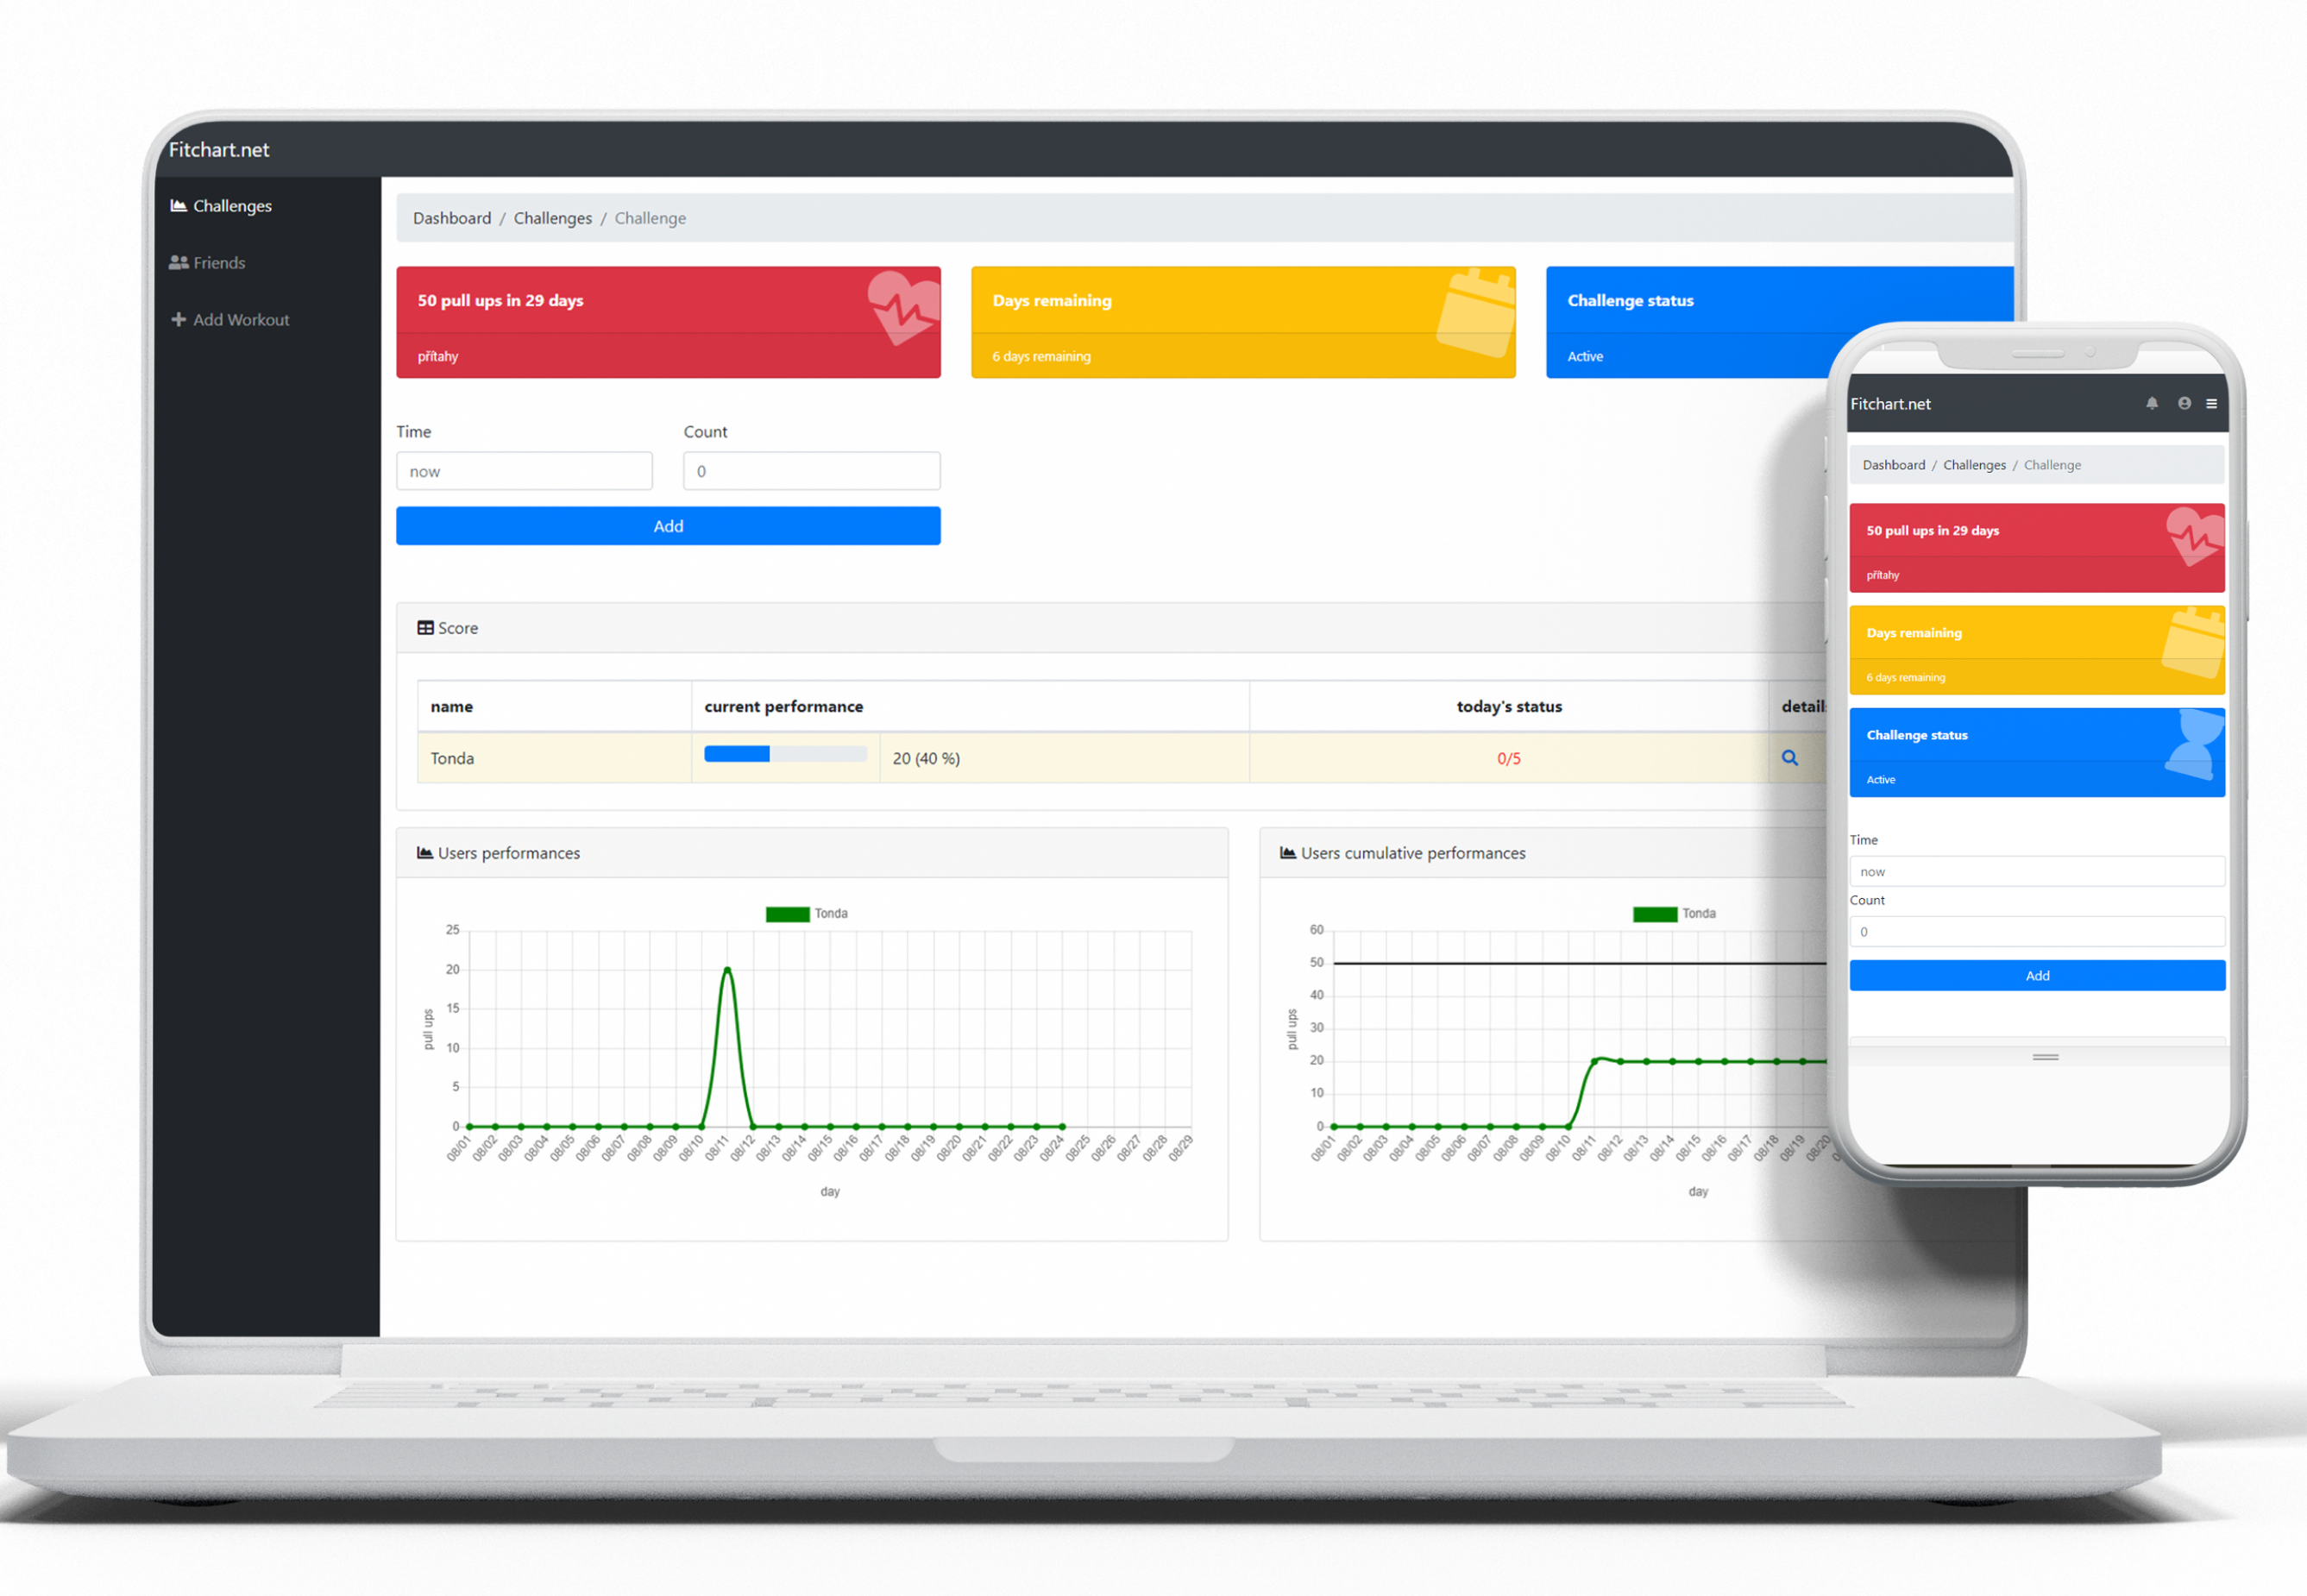 Fitchart.net
Challenges
Friends
Add Workout
Dashboard / Challenges / Challenge
50 pull ups in 29 days
přítahy
Days remaining
6 days remaining
Challenge status
Active
Time
Count
now
0
Add
Score
name
current performance
today's status
detail
Tonda
20 (40 %)
0/5
Users performances
Tonda
25
20
15
10
5
0
pull ups
08/01 08/02 08/03 08/04 08/05 08/06 08/07 08/08 08/09 08/10 08/11 08/12 08/13 08/14 08/15 08/16 08/17 08/18 08/19 08/20 08/21 08/22 08/23 08/24 08/25 08/26 08/27 08/28 08/29
day
Users cumulative performances
Tonda
60
50
40
30
20
10
0
pull ups
08/01 08/02 08/03 08/04 08/05 08/06 08/07 08/08 08/09 08/10 08/11 08/12 08/13 08/14 08/15 08/16 08/17 08/18 08/19 08/20
day
Fitchart.net
Dashboard / Challenges / Challenge
50 pull ups in 29 days
přítahy
Days remaining
6 days remaining
Challenge status
Active
Time
now
Count
0
Add